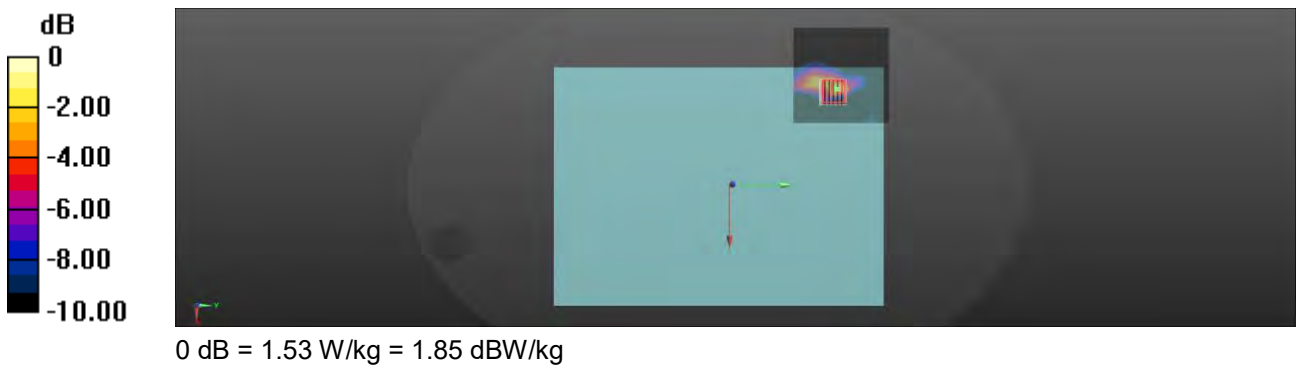 dB
0
-2.00
-4.00
-6.00
-8.00
-10.00
Y
0 dB = 1.53 W/kg = 1.85 dBW/kg